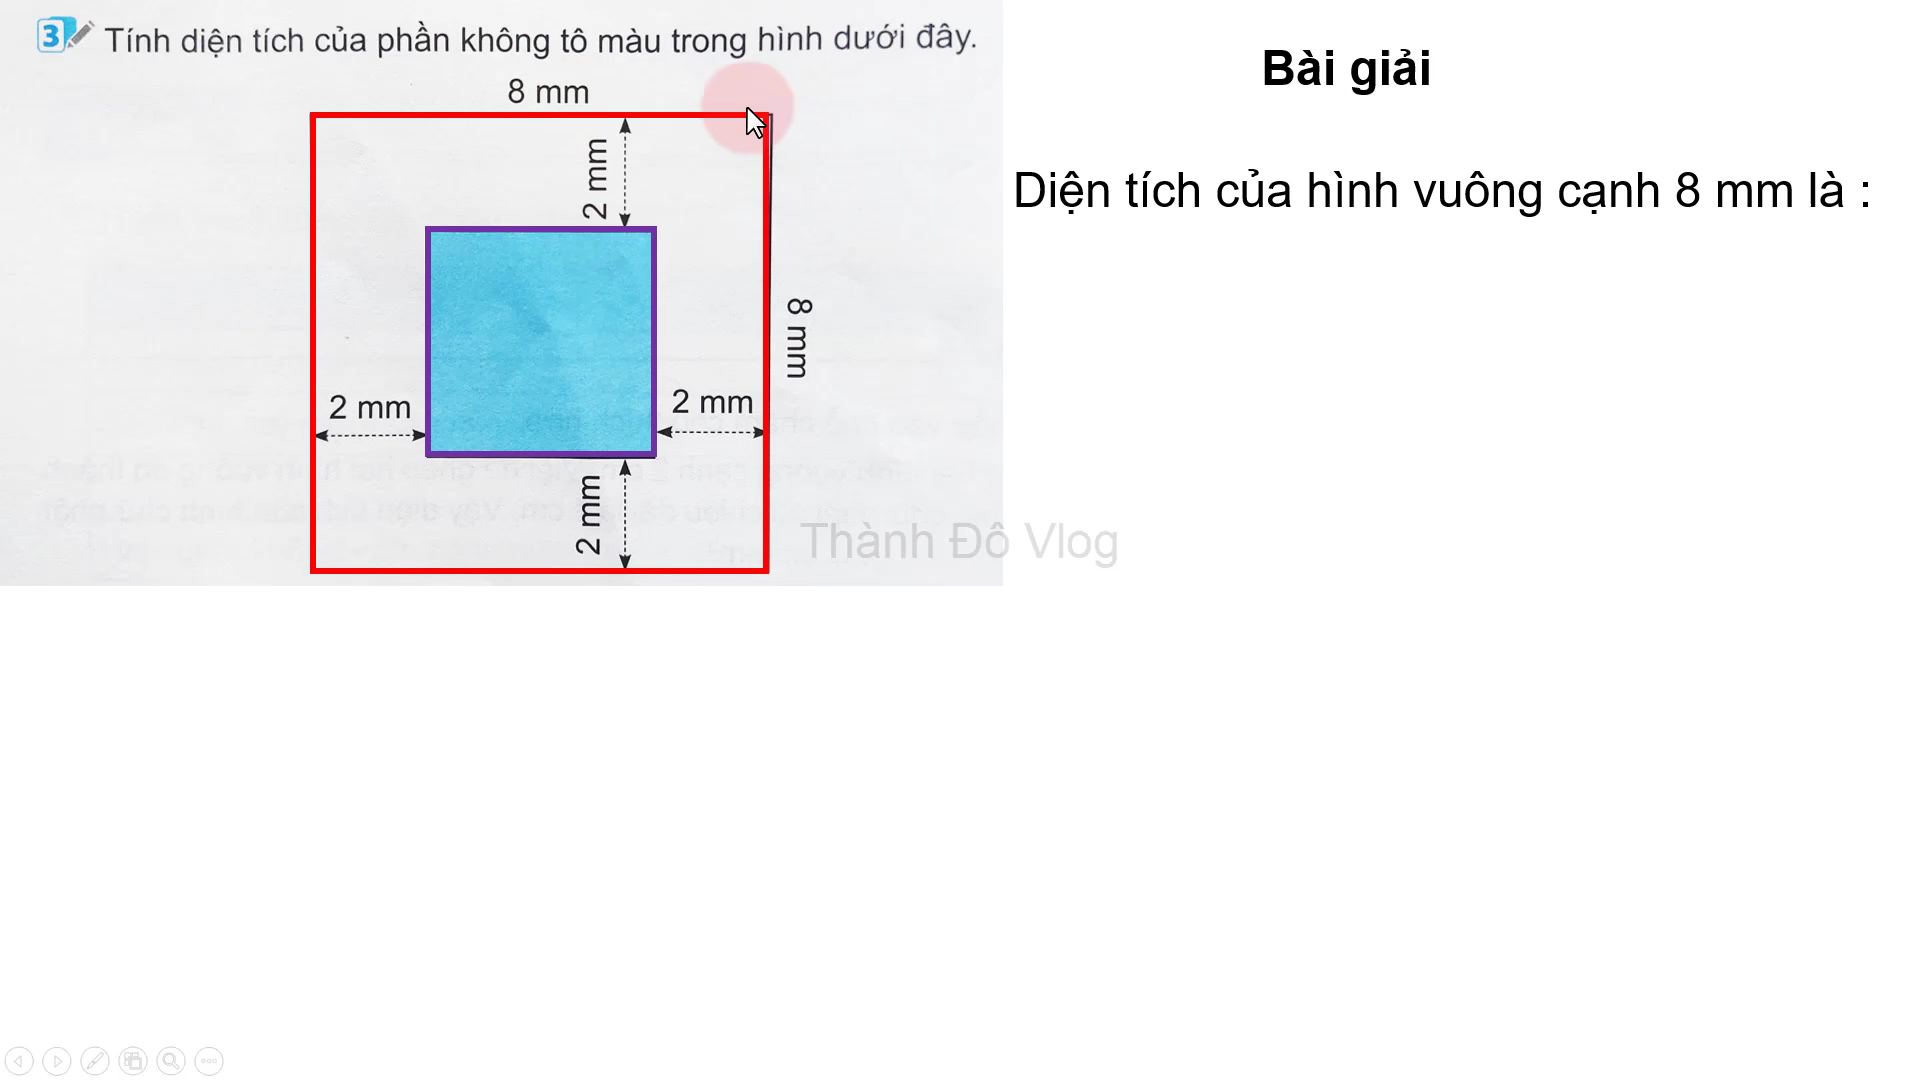 3 Tính diện tích của phần không tô màu trong hình dưới đây.
8 mm
2 mm
8 mm
2 mm
2 mm
2 mm
Bài giải
Diện tích của hình vuông cạnh 8 mm là :
Thành Đô Vlog